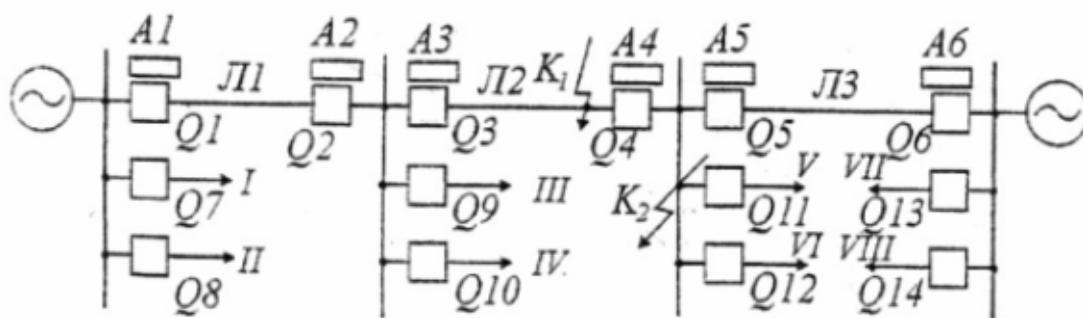 A1 A2 A3 K₁ A4 A5 A6
Л1 Л2 Л3
Q1 Q2 Q3 Q4 Q5 Q6
I III K₂ V VII
Q7 Q9 Q11 Q13
II IV. VI VIII
Q8 Q10 Q12 Q14